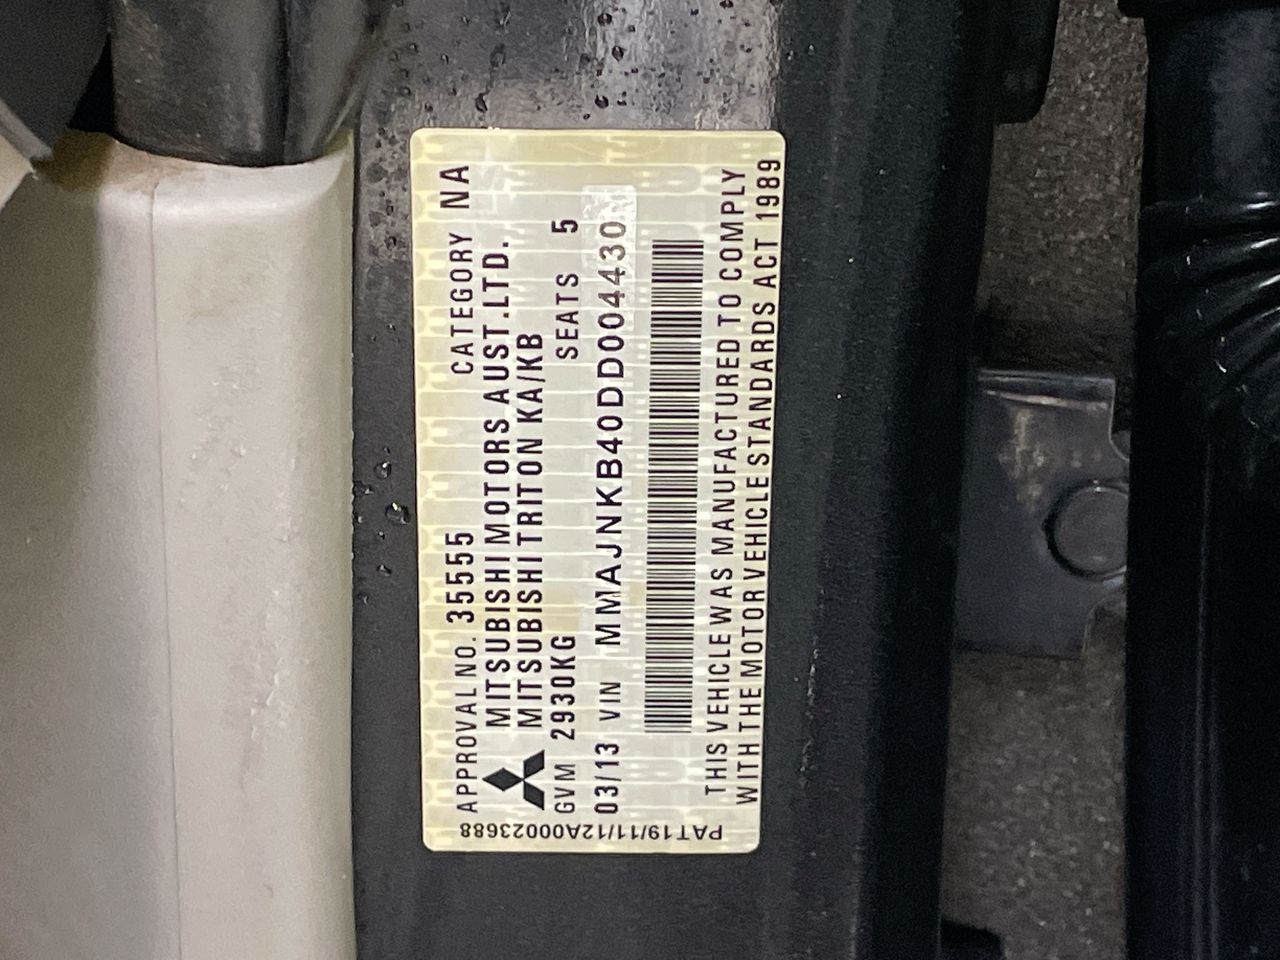 APPROVAL NO. 35555 CATEGORY NA
MITSUBISHI MOTORS AUST.LTD.
MITSUBISHI TRITON KA/KB
GVM 2930KG SEATS 5
03/13 VIN MMAJNKB40DD004430
THIS VEHICLE WAS MANUFACTURED TO COMPLY
WITH THE MOTOR VEHICLE STANDARDS ACT 1989
PAT19/11/12A00023688